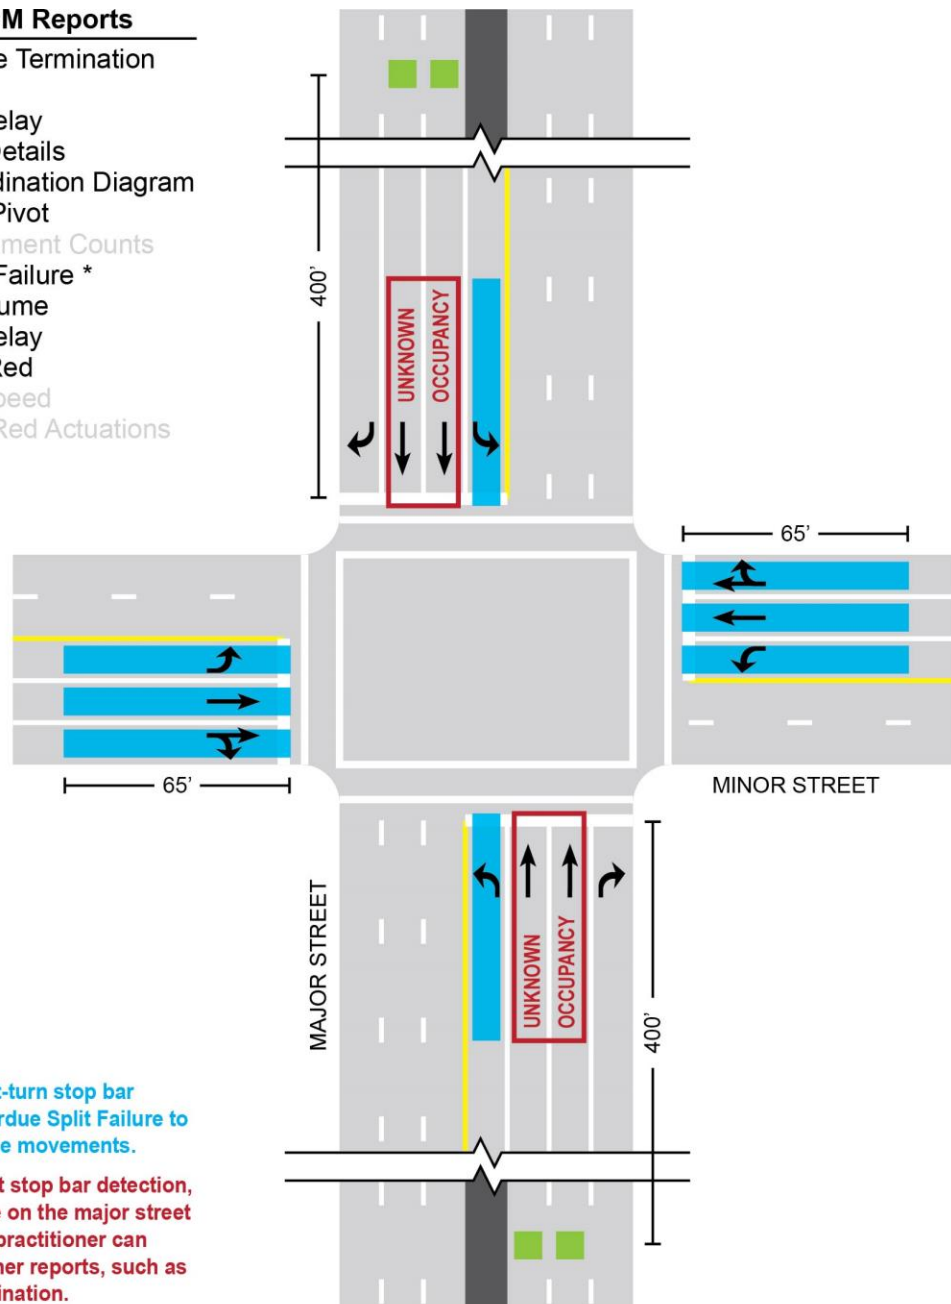 M Reports
e Termination
elay
Details
dination Diagram
Pivot
ment Counts
Failure *
ume
elay
Red
peed
Red Actuations
400'
UNKNOWN
OCCUPANCY
65'
65'
MINOR STREET
MAJOR STREET
UNKNOWN
OCCUPANCY
400'
t-turn stop bar
rdue Split Failure to
e movements.
t stop bar detection,
e on the major street
practitioner can
ner reports, such as
ination.